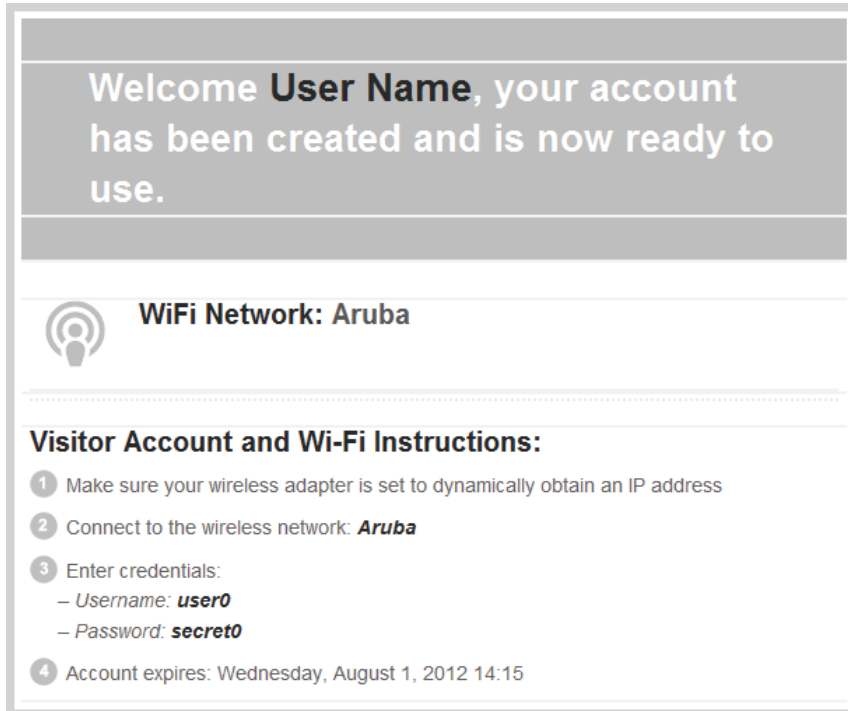 Welcome User Name, your account
has been created and is now ready to
use.
WiFi Network: Aruba
Visitor Account and Wi-Fi Instructions:
1 Make sure your wireless adapter is set to dynamically obtain an IP address
2 Connect to the wireless network: Aruba
3 Enter credentials:
– Username: user0
– Password: secret0
4 Account expires: Wednesday, August 1, 2012 14:15